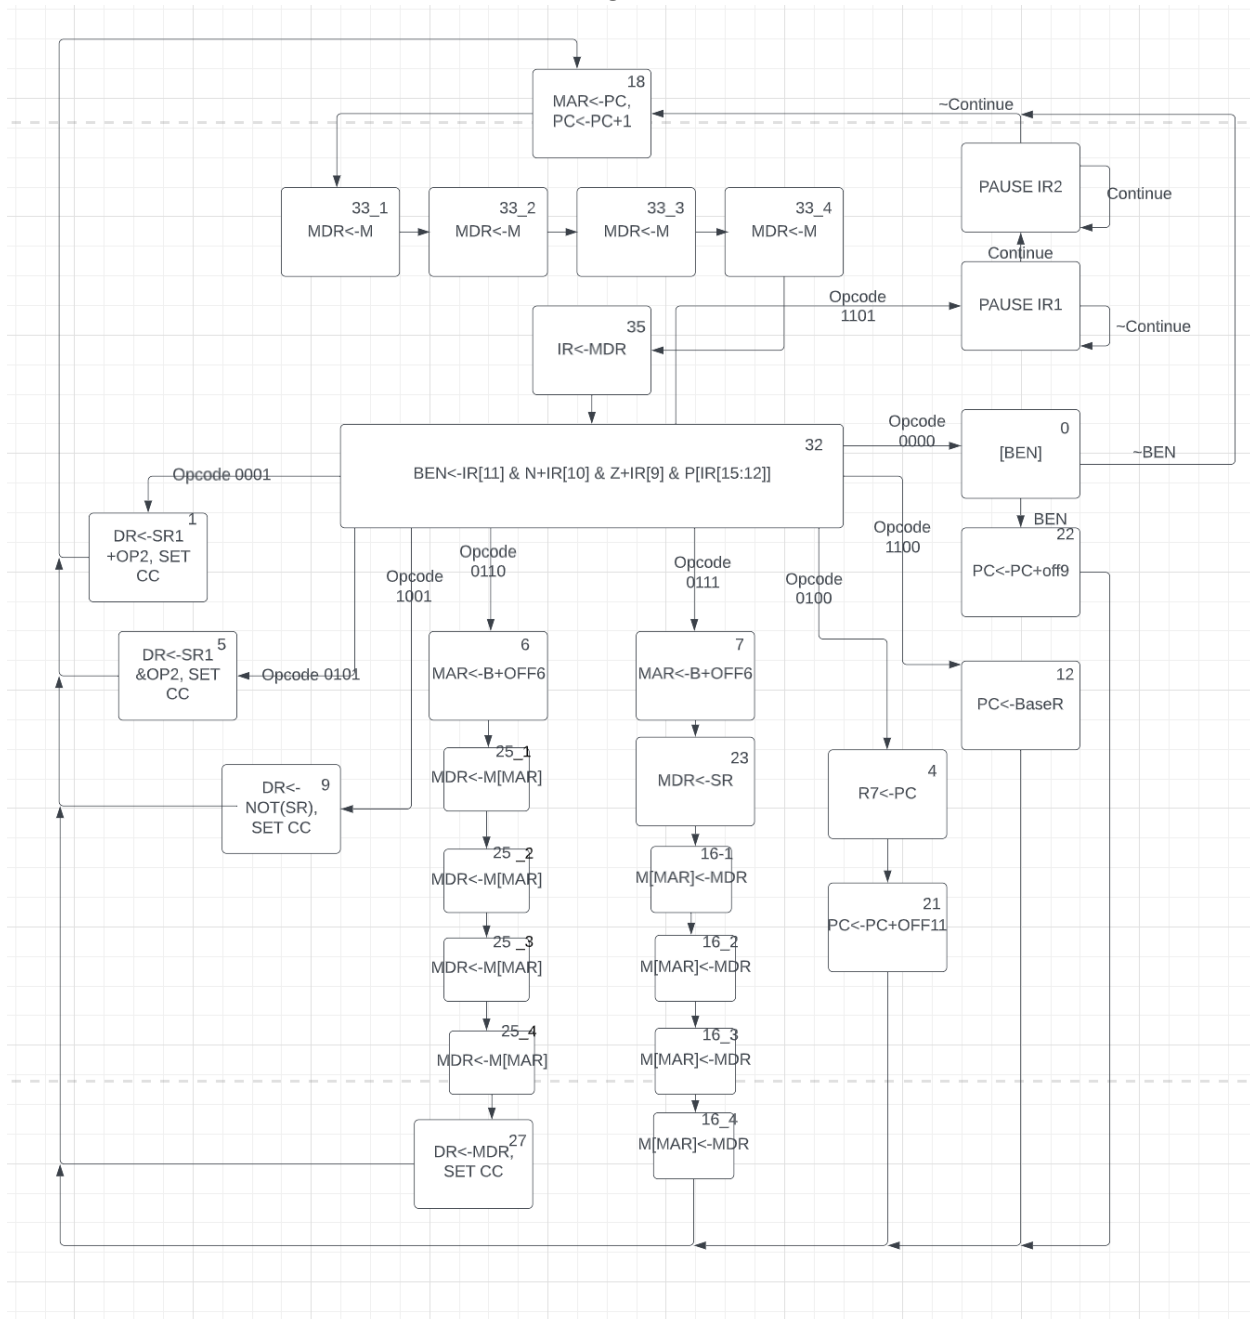 18
MAR<-PC,
PC<-PC+1
~Continue
PAUSE IR2
Continue
33_1
MDR<-M
33_2
MDR<-M
33_3
MDR<-M
33_4
MDR<-M
Continue
PAUSE IR1
~Continue
Opcode
1101
35
IR<-MDR
32
BEN<-IR[11] & N+IR[10] & Z+IR[9] & P[IR[15:12]]
Opcode
0000
0
[BEN]
~BEN
Opcode 0001
1
DR<-SR1
+OP2, SET
CC
Opcode
1001
Opcode
0110
Opcode
0111
Opcode
0100
Opcode
1100
BEN
22
PC<-PC+off9
5
DR<-SR1
&OP2, SET
CC
Opcode 0101
6
MAR<-B+OFF6
7
MAR<-B+OFF6
12
PC<-BaseR
9
DR<-
NOT(SR),
SET CC
25_1
MDR<-M[MAR]
23
MDR<-SR
4
R7<-PC
25_2
MDR<-M[MAR]
16-1
M[MAR]<-MDR
21
PC<-PC+OFF11
25_3
MDR<-M[MAR]
16_2
M[MAR]<-MDR
25_4
MDR<-M[MAR]
16_3
M[MAR]<-MDR
27
DR<-MDR,
SET CC
16_4
M[MAR]<-MDR